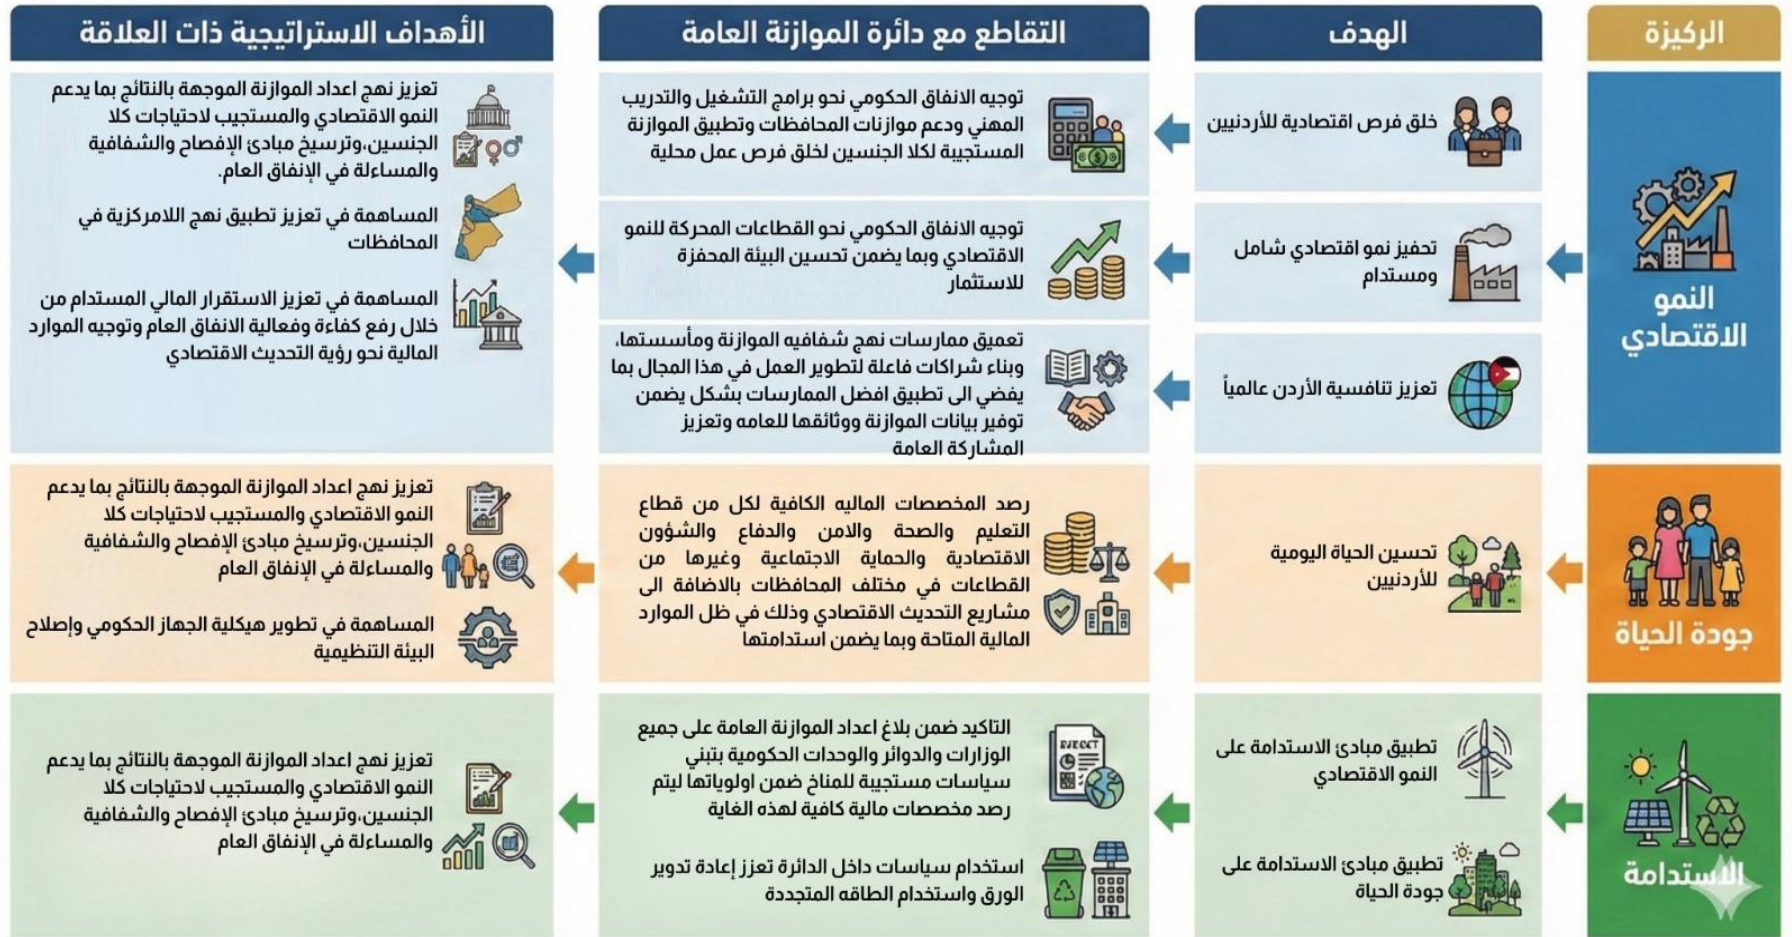 الركيزة
الهدف
التقاطع مع دائرة الموازنة العامة
الأهداف الاستراتيجية ذات العلاقة
النمو
الاقتصادي
خلق فرص اقتصادية للأردنيين
توجيه الانفاق الحكومي نحو برامج التشغيل والتدريب
المهني ودعم موازنات المحافظات وتطبيق الموازنة
المستجيبة لكلا الجنسين لخلق فرص عمل محلية
تحفيز نمو اقتصادي شامل
ومستدام
توجيه الانفاق الحكومي نحو القطاعات المحركة للنمو
الاقتصادي وبما يضمن تحسين البيئة المحفزة
للاستثمار
تعزيز تنافسية الأردن عالمياً
تعميق ممارسات نهج شفافيه الموازنة ومأسستها،
وبناء شراكات فاعلة لتطوير العمل في هذا المجال بما
يفضي الى تطبيق افضل الممارسات بشكل يضمن
توفير بيانات الموازنة ووثائقها للعامه وتعزيز
المشاركة العامة
تعزيز نهج اعداد الموازنة الموجهة بالنتائج بما يدعم
النمو الاقتصادي والمستجيب لاحتياجات كلا
الجنسين،وترسيخ مبادئ الإفصاح والشفافية
والمساءلة في الإنفاق العام.
المساهمة في تعزيز تطبيق نهج اللامركزية في
المحافظات
المساهمة في تعزيز الاستقرار المالي المستدام من
خلال رفع كفاءة وفعالية الانفاق العام وتوجيه الموارد
المالية نحو رؤية التحديث الاقتصادي
جودة الحياة
تحسين الحياة اليومية
للأردنيين
رصد المخصصات الماليه الكافية لكل من قطاع
التعليم والصحة والامن والدفاع والشؤون
الاقتصادية والحماية الاجتماعية وغيرها من
القطاعات في مختلف المحافظات بالاضافة الى
مشاريع التحديث الاقتصادي وذلك في ظل الموارد
المالية المتاحة وبما يضمن استدامتها
تعزيز نهج اعداد الموازنة الموجهة بالنتائج بما يدعم
النمو الاقتصادي والمستجيب لاحتياجات كلا
الجنسين،وترسيخ مبادئ الإفصاح والشفافية
والمساءلة في الإنفاق العام
المساهمة في تطوير هيكلية الجهاز الحكومي وإصلاح
البيئة التنظيمية
الاستدامة
تطبيق مبادئ الاستدامة على
النمو الاقتصادي
التاكيد ضمن بلاغ اعداد الموازنة العامة على جميع
الوزارات والدوائر والوحدات الحكومية بتبني
سياسات مستجيبة للمناخ ضمن اولوياتها ليتم
رصد مخصصات مالية كافية لهذه الغاية
تطبيق مبادئ الاستدامة على
جودة الحياة
استخدام سياسات داخل الدائرة تعزز إعادة تدوير
الورق واستخدام الطاقه المتجددة
تعزيز نهج اعداد الموازنة الموجهة بالنتائج بما يدعم
النمو الاقتصادي والمستجيب لاحتياجات كلا
الجنسين،وترسيخ مبادئ الإفصاح والشفافية
والمساءلة في الإنفاق العام